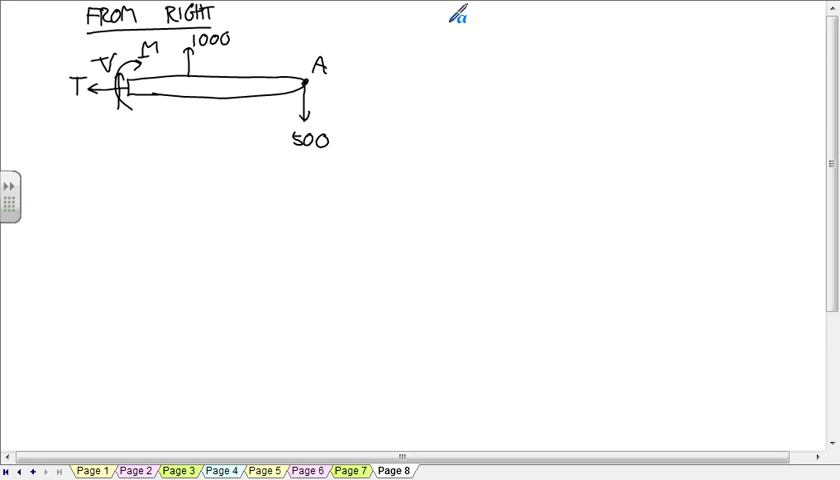 FROM RIGHT
1000
M
V
A
T
500
Page 1
Page 2
Page 3
Page 4
Page 5
Page 6
Page 7
Page 8